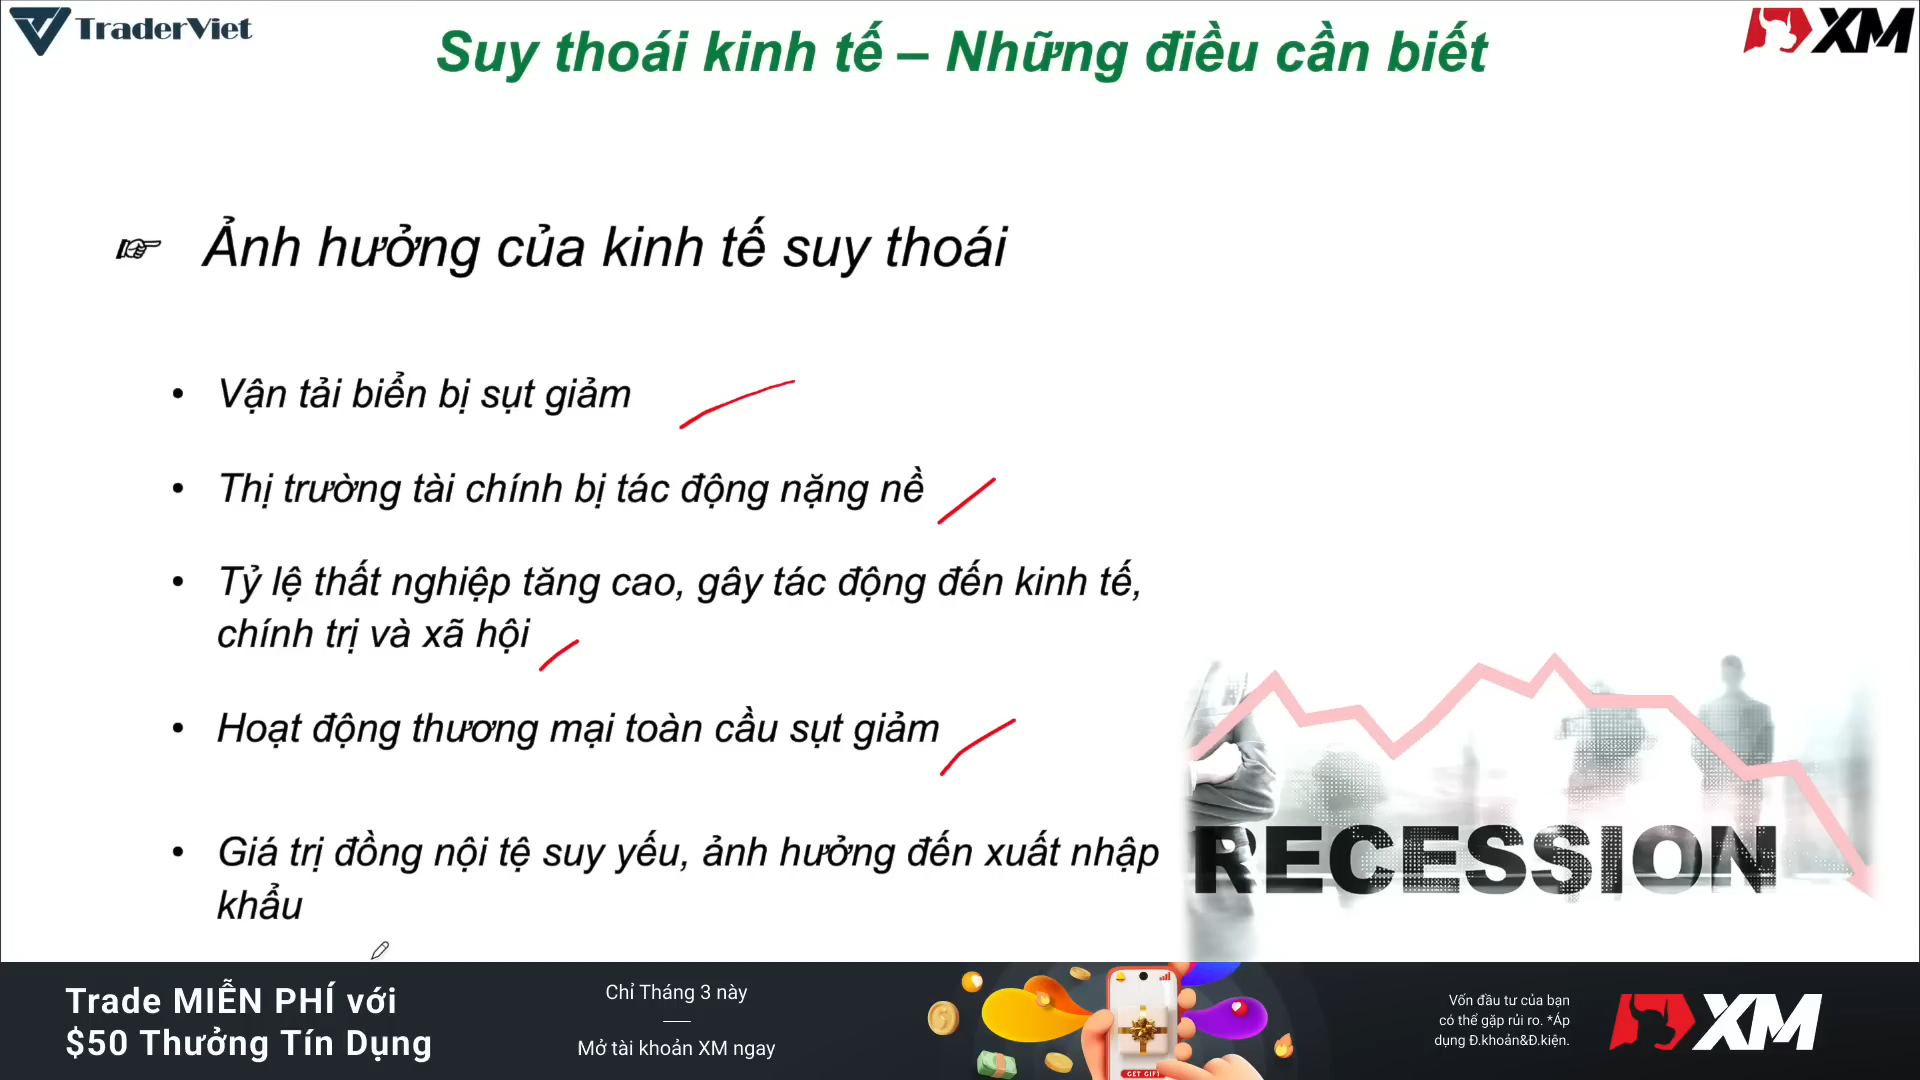 TraderViet
XM
Suy thoái kinh tế – Những điều cần biết
☞ Ảnh hưởng của kinh tế suy thoái
• Vận tải biển bị sụt giảm
• Thị trường tài chính bị tác động nặng nề
• Tỷ lệ thất nghiệp tăng cao, gây tác động đến kinh tế,
chính trị và xã hội
• Hoạt động thương mại toàn cầu sụt giảm
• Giá trị đồng nội tệ suy yếu, ảnh hưởng đến xuất nhập
khẩu
RECESSION
Trade MIỄN PHÍ với
$50 Thưởng Tín Dụng
Chỉ Tháng 3 này
Mở tài khoản XM ngay
GET GIFT
Vốn đầu tư của bạn
có thể gặp rủi ro. *Áp
dụng Đ.khoản&Đ.kiện.
XM